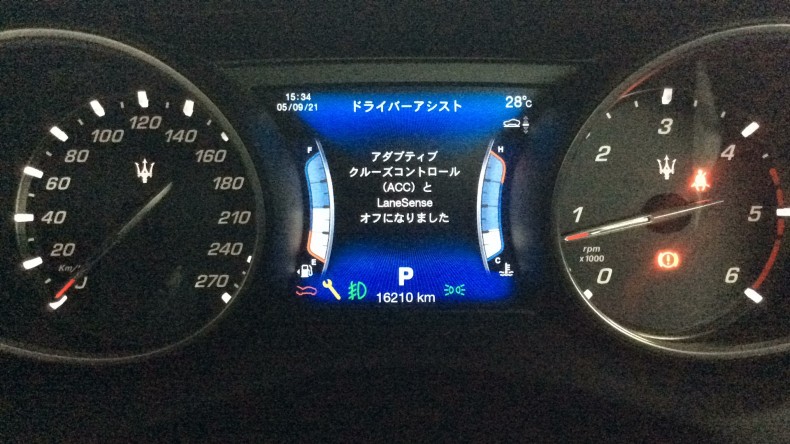 15:34
05/09/21
ドライバーアシスト
28°C
アダプティブ
クルーズコントロール
(ACC)と
LaneSense
オフになりました
F
E
H
C
P
16210 km
0
20
40
60
80
100
120
140
160
180
210
240
270
Km/h
0
1
2
3
4
5
6
rpm
x1000